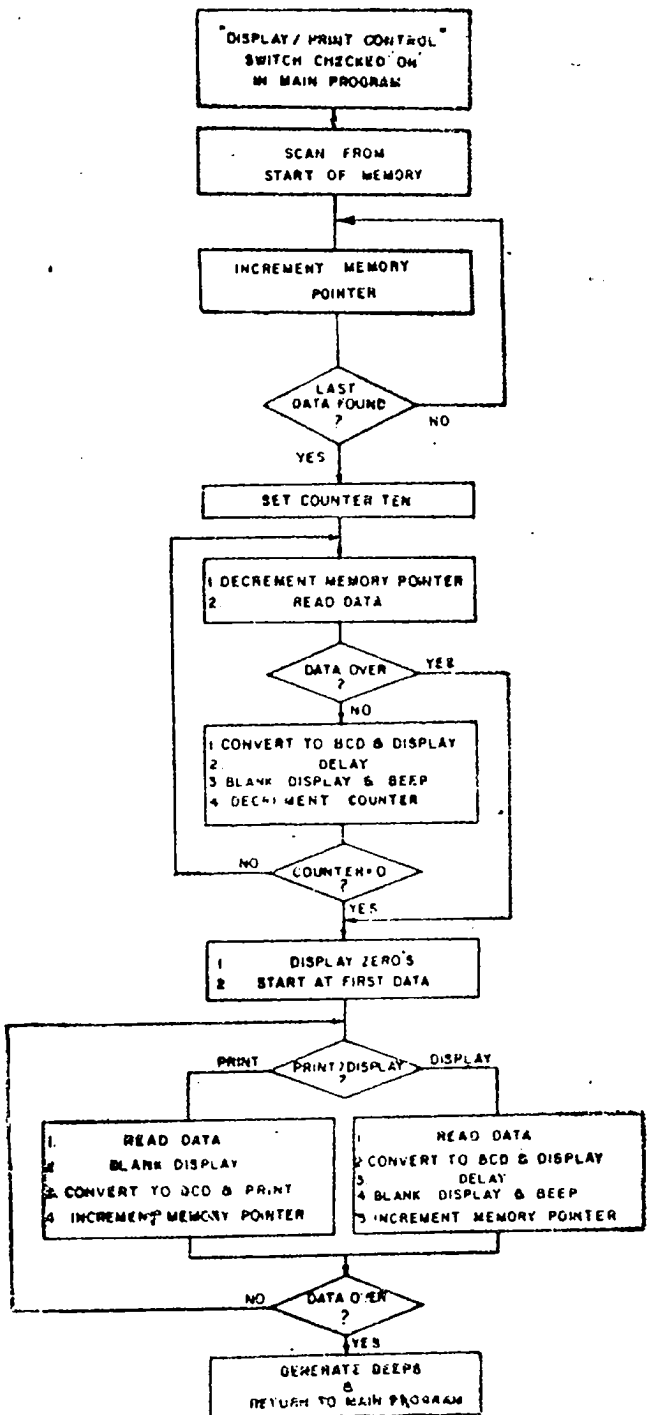 "DISPLAY / PRINT CONTROL"
SWITCH CHECKED ON
IN MAIN PROGRAM
SCAN FROM
START OF MEMORY
INCREMENT MEMORY
POINTER
LAST
DATA FOUND
?
NO
YES
SET COUNTER TEN
1 DECREMENT MEMORY POINTER
2. READ DATA
DATA OVER
?
YES
NO
1 CONVERT TO BCD & DISPLAY
2. DELAY
3 BLANK DISPLAY & BEEP
4 DECREMENT COUNTER
NO
COUNTER=0
?
YES
1 DISPLAY ZERO'S
2 START AT FIRST DATA
PRINT
PRINT/DISPLAY
?
DISPLAY
1. READ DATA
2 BLANK DISPLAY
3 CONVERT TO BCD & PRINT
4 INCREMENT MEMORY POINTER
1 READ DATA
2 CONVERT TO BCD & DISPLAY
3 DELAY
4 BLANK DISPLAY & BEEP
5 INCREMENT MEMORY POINTER
NO
DATA OVER
?
YES
GENERATE BEEPS
&
RETURN TO MAIN PROGRAM